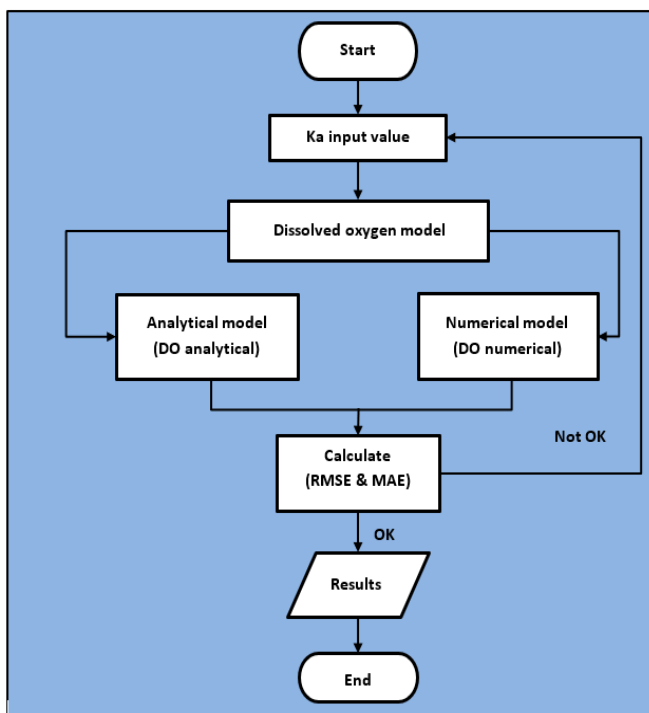 Start
Ka input value
Dissolved oxygen model
Analytical model
(DO analytical)
Numerical model
(DO numerical)
Calculate
(RMSE & MAE)
Not OK
OK
Results
End